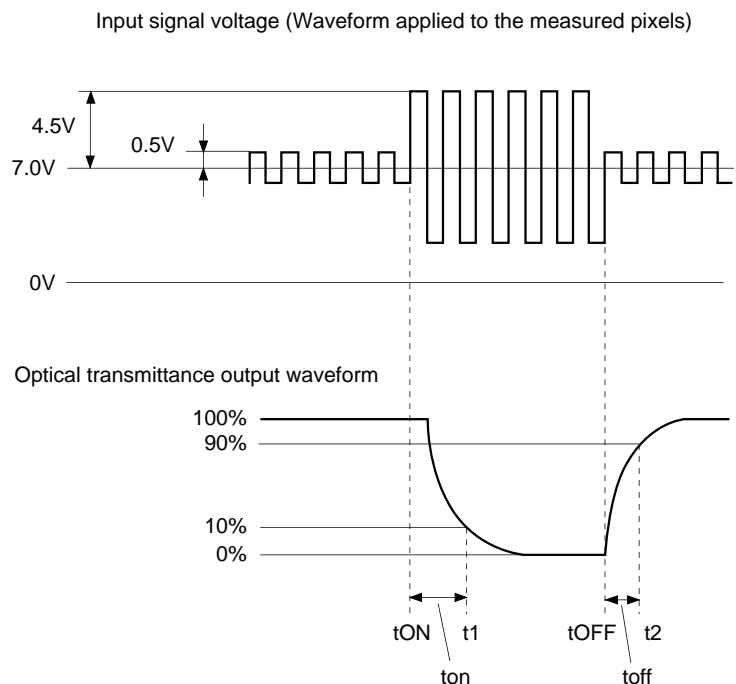 Input signal voltage (Waveform applied to the measured pixels)
4.5V
0.5V
7.0V
0V
Optical transmittance output waveform
100%
90%
10%
0%
tON t1 tOFF t2
ton toff